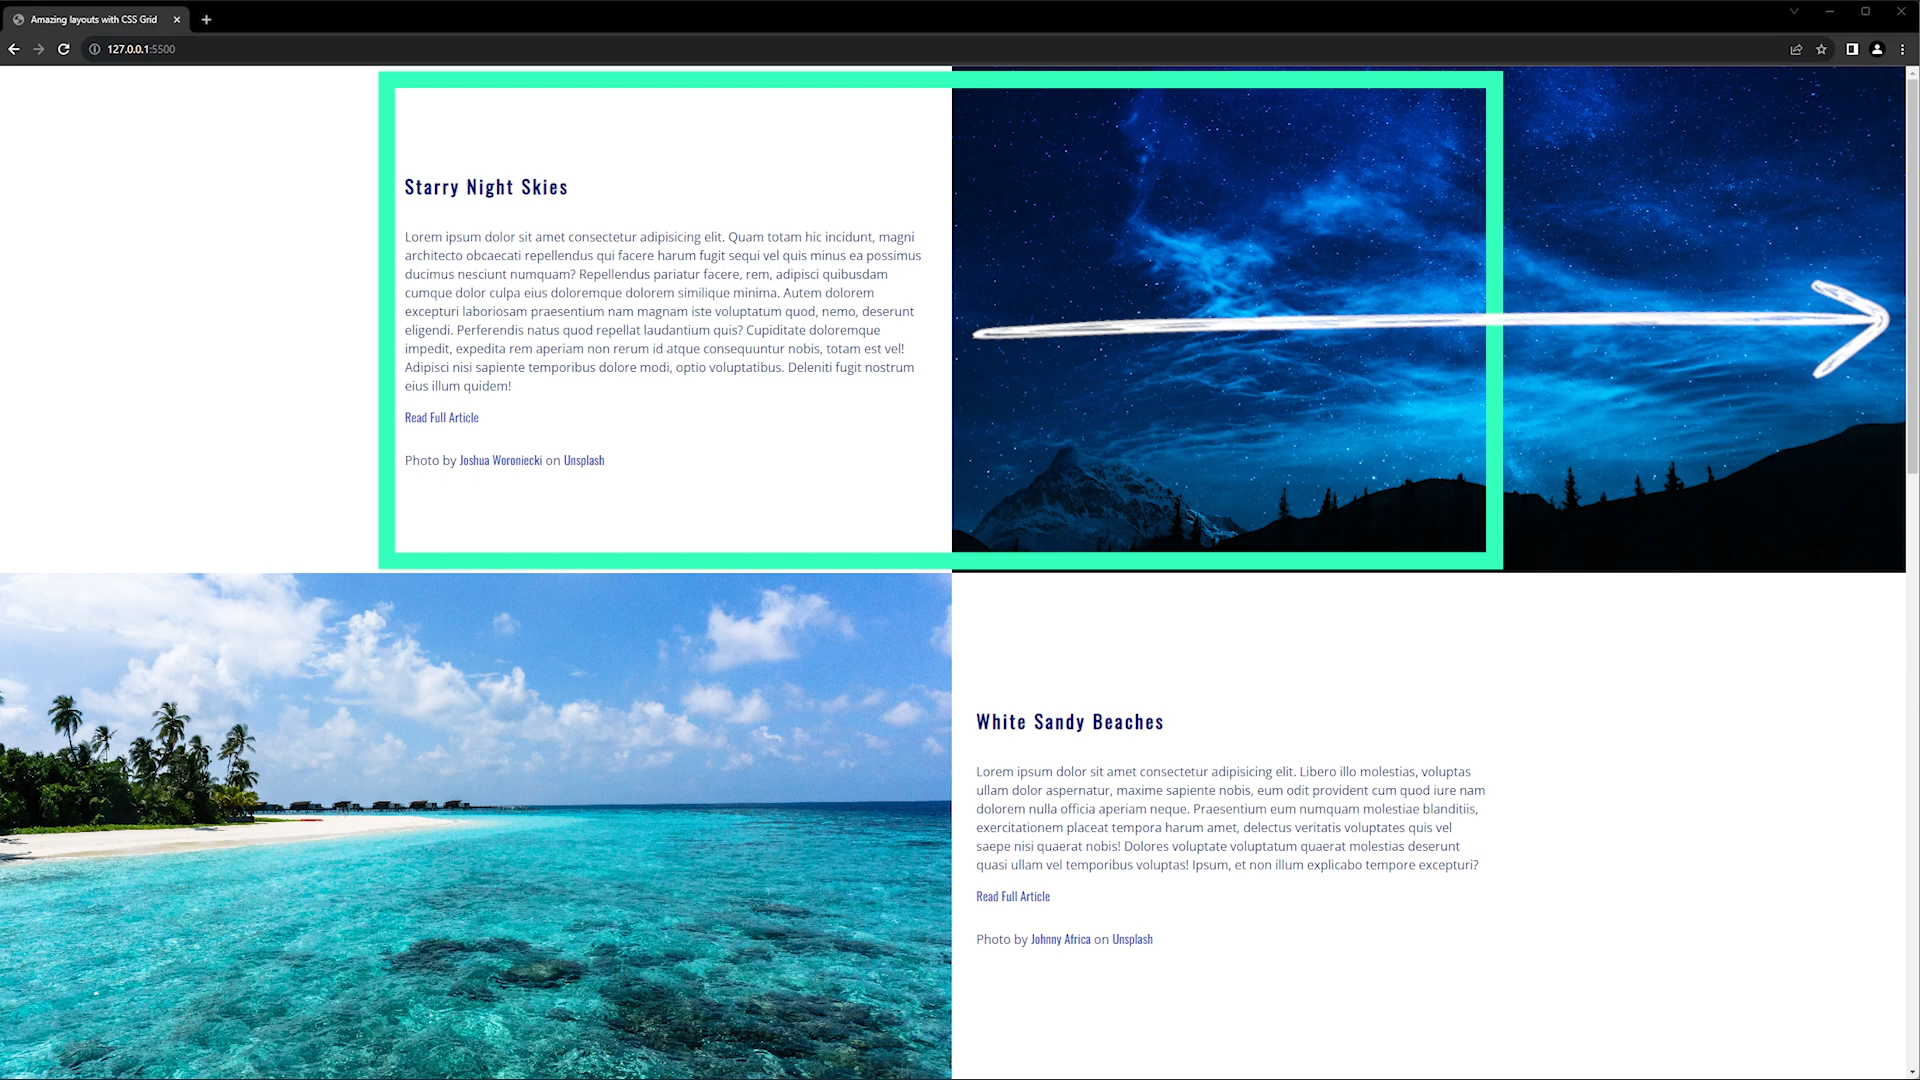 Amazing layouts with CSS Grid
127.0.0.1:5500
Starry Night Skies
Lorem ipsum dolor sit amet consectetur adipisicing elit. Quam totam hic incidunt, magni
architecto obcaecati repellendus qui facere harum fugit sequi vel quis minus ea possimus
ducimus nesciunt numquam? Repellendus pariatur facere, rem, adipisci quibusdam
cumque dolor culpa eius doloremque dolorem similique minima. Autem dolorem
excepturi laboriosam praesentium nam magnam iste voluptatum quod, nemo, deserunt
eligendi. Perferendis natus quod repellat laudantium quis? Cupiditate doloremque
impedit, expedita rem aperiam non rerum id atque consequuntur nobis, totam est vel!
Adipisci nisi sapiente temporibus dolore modi, optio voluptatibus. Deleniti fugit nostrum
eius illum quidem!
Read Full Article
Photo by Joshua Woroniecki on Unsplash
White Sandy Beaches
Lorem ipsum dolor sit amet consectetur adipisicing elit. Libero illo molestias, voluptas
ullam dolor aspernatur, maxime sapiente nobis, eum odit provident cum quod iure nam
dolorem nulla officia aperiam neque. Praesentium eum numquam molestiae blanditiis,
exercitationem placeat tempora harum amet, delectus veritatis voluptates quis vel
saepe nisi quaerat nobis! Dolores voluptate voluptatum quaerat molestias deserunt
quasi ullam vel temporibus voluptas! Ipsum, et non illum explicabo tempore excepturi?
Read Full Article
Photo by Johnny Africa on Unsplash